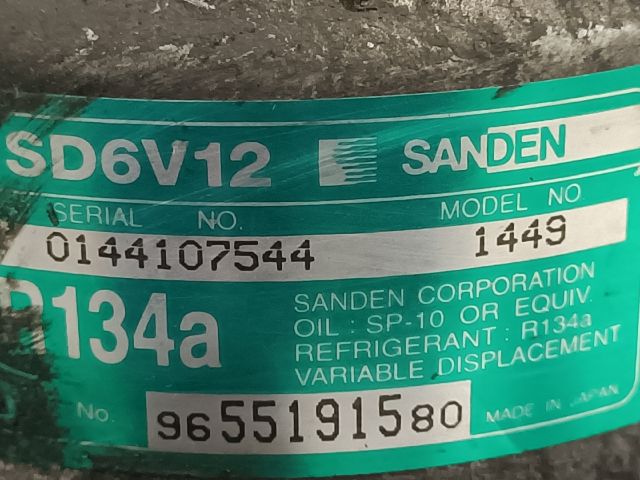 SD6V12 SANDEN
SERIAL NO. MODEL NO
0144107544 1449
R134a
SANDEN CORPORATION
OIL : SP-10 OR EQUIV.
REFRIGERANT : R134a
VARIABLE DISPLACEMENT
No. 9655191580 MADE IN JAPAN